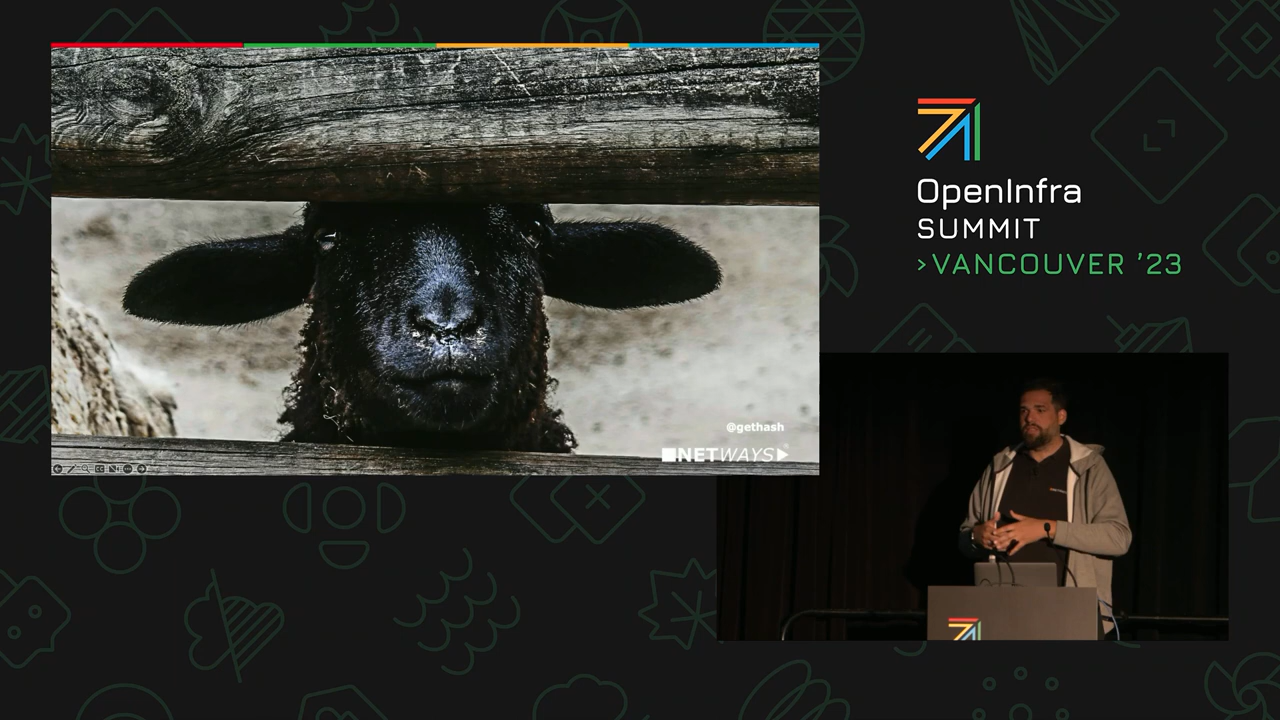 @gethash
NETWAYS
OpenInfra
SUMMIT
>VANCOUVER ’23